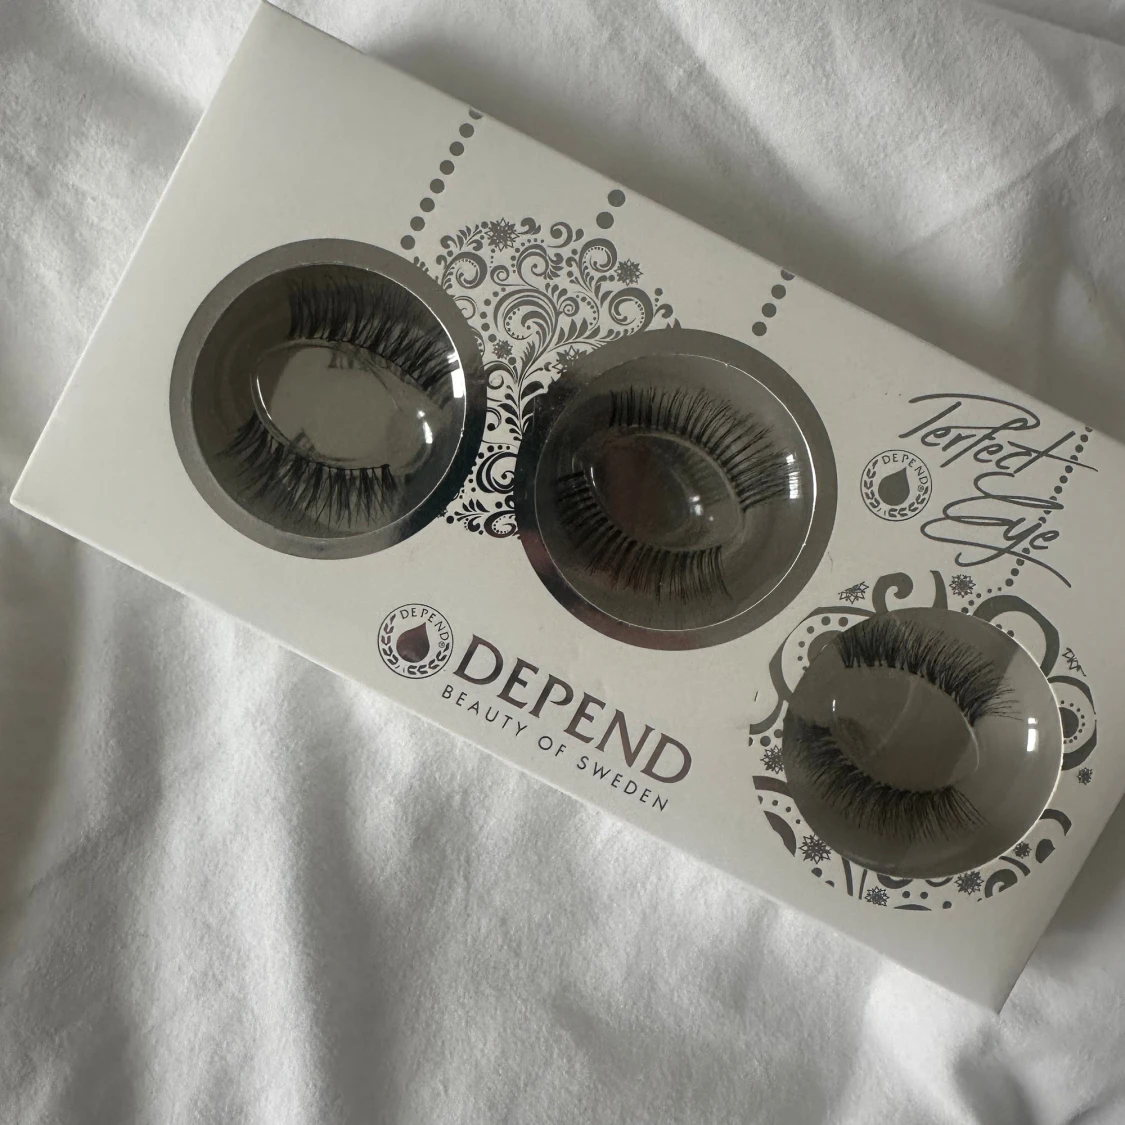 Perfect
Eye
DEPEND®
DEPEND®
DEPEND
BEAUTY OF SWEDEN